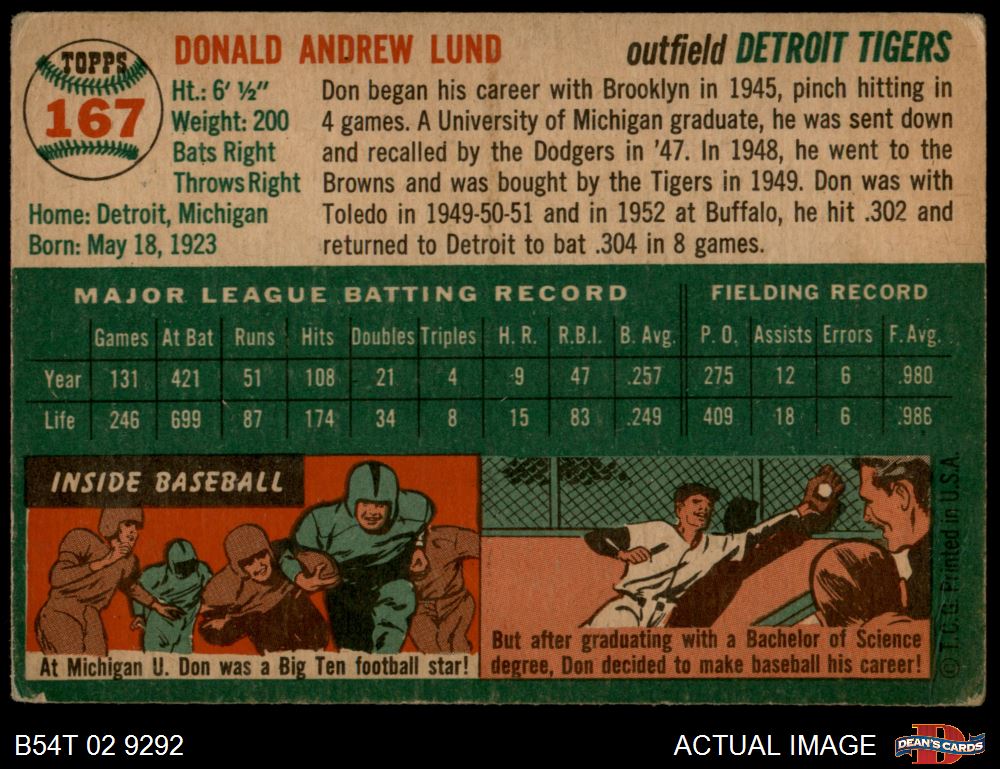 TOPPS
167
DONALD ANDREW LUND
outfield DETROIT TIGERS
Ht.: 6' ½"
Weight: 200
Bats Right
Throws Right
Home: Detroit, Michigan
Born: May 18, 1923
Don began his career with Brooklyn in 1945, pinch hitting in
4 games. A University of Michigan graduate, he was sent down
and recalled by the Dodgers in '47. In 1948, he went to the
Browns and was bought by the Tigers in 1949. Don was with
Toledo in 1949-50-51 and in 1952 at Buffalo, he hit .302 and
returned to Detroit to bat .304 in 8 games.
MAJOR LEAGUE BATTING RECORD FIELDING RECORD
Games At Bat Runs Hits Doubles Triples H. R. R.B.I. B. Avg. P. O. Assists Errors F. Avg.
Year 131 421 51 108 21 4 9 47 .257 275 12 6 .980
Life 246 699 87 174 34 8 15 83 .249 409 18 6 .986
INSIDE BASEBALL
At Michigan U. Don was a Big Ten football star!
But after graduating with a Bachelor of Science
degree, Don decided to make baseball his career!
© T.C.G. Printed in U.S.A.
B54T 02 9292
ACTUAL IMAGE
DEAN'S CARDS